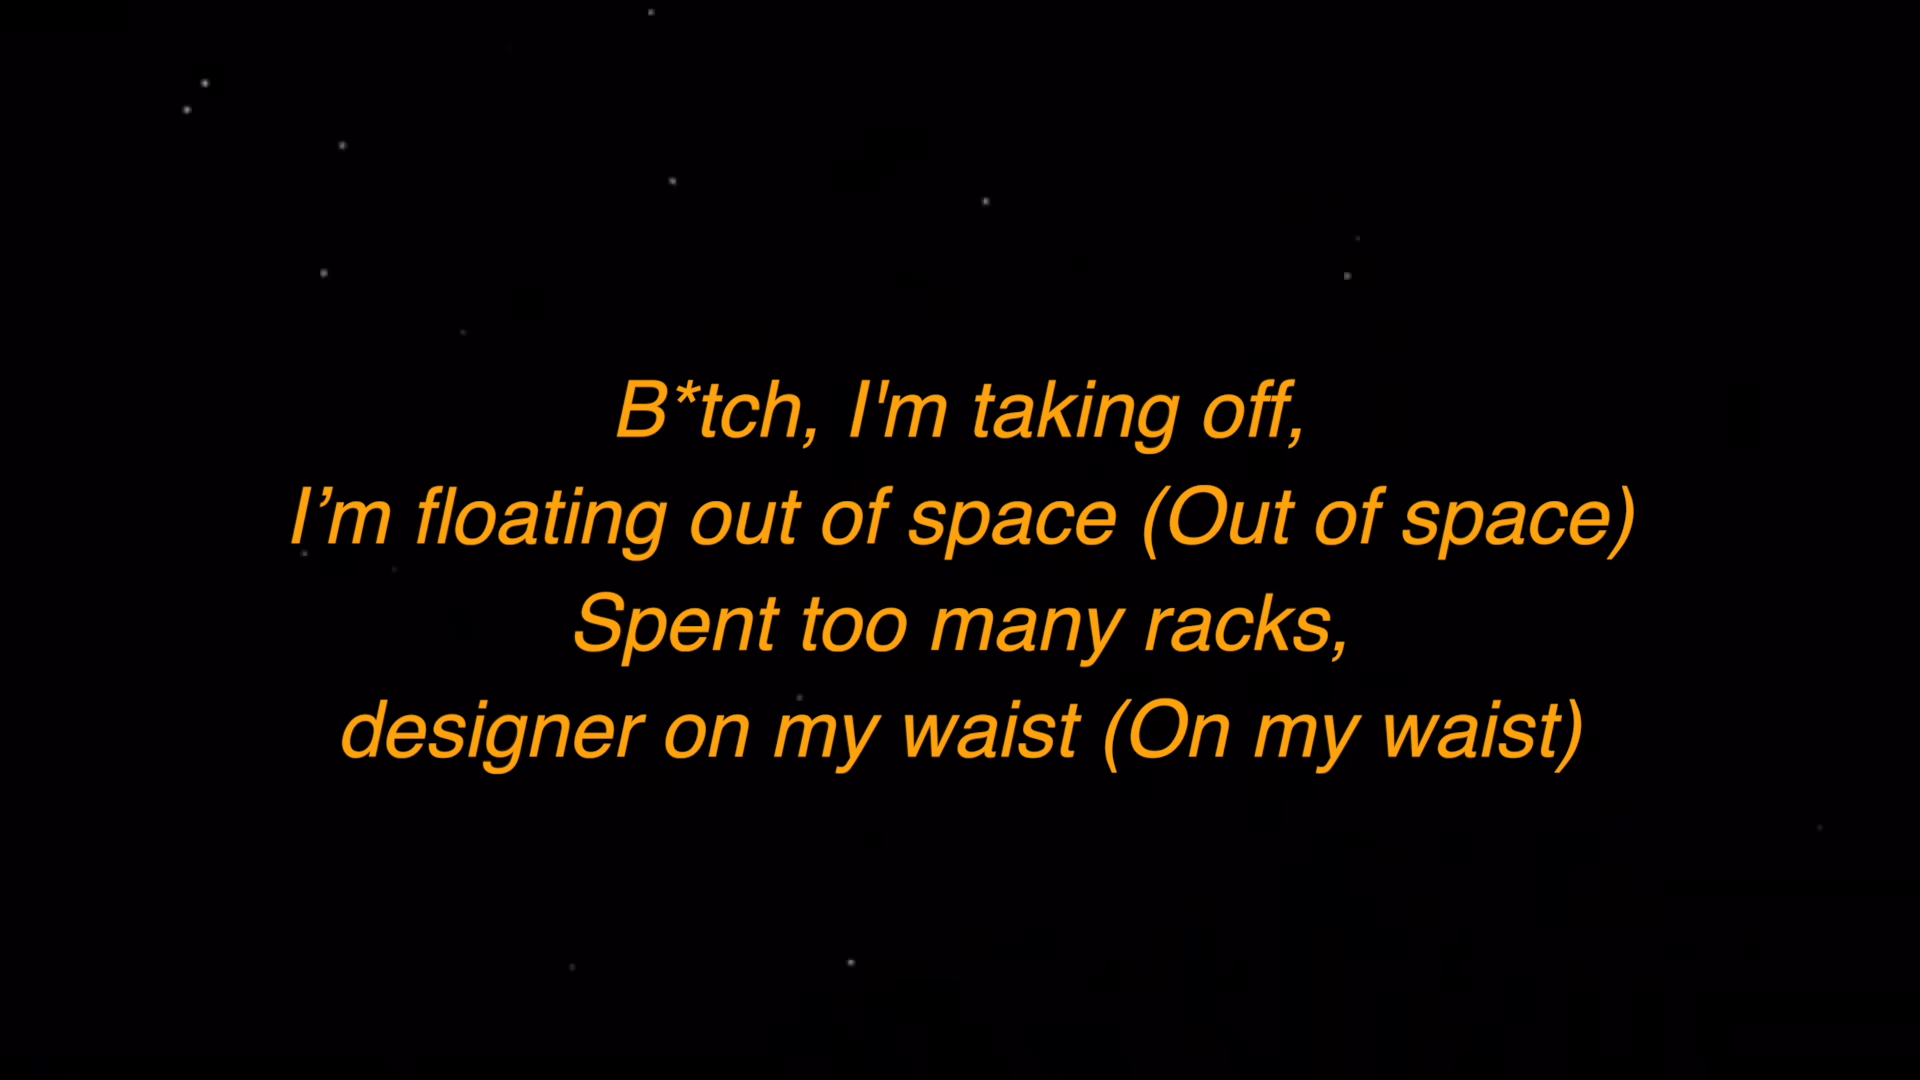 B*tch, I'm taking off,
I’m floating out of space (Out of space)
Spent too many racks,
designer on my waist (On my waist)